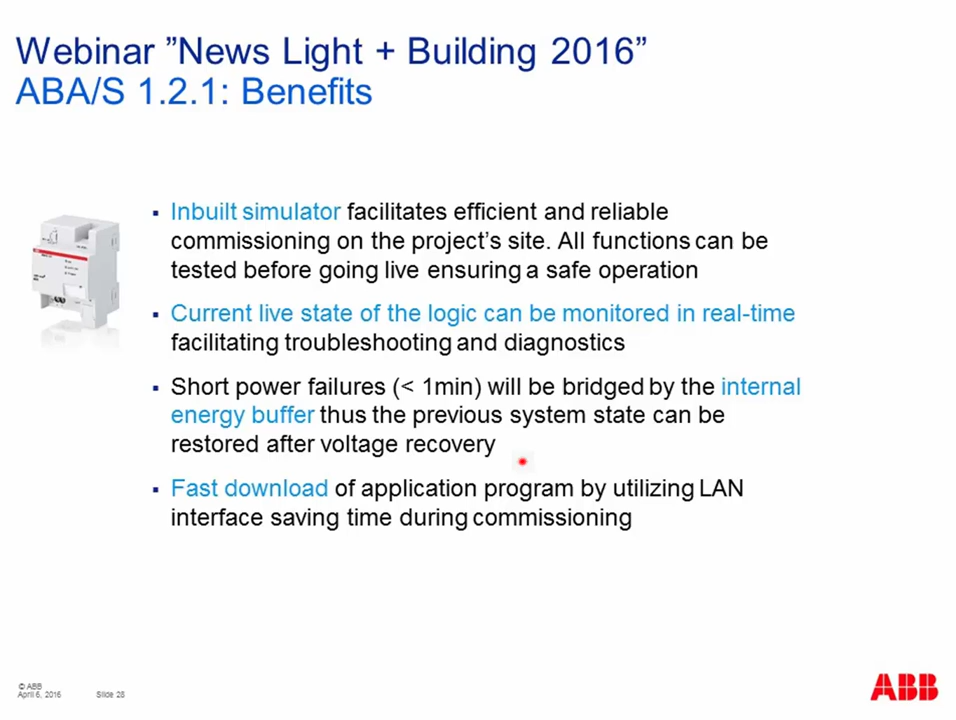 Webinar ”News Light + Building 2016”
ABA/S 1.2.1: Benefits
▪ Inbuilt simulator facilitates efficient and reliable
commissioning on the project’s site. All functions can be
tested before going live ensuring a safe operation
▪ Current live state of the logic can be monitored in real-time
facilitating troubleshooting and diagnostics
▪ Short power failures (< 1min) will be bridged by the internal
energy buffer thus the previous system state can be
restored after voltage recovery
▪ Fast download of application program by utilizing LAN
interface saving time during commissioning
© ABB
April 6, 2016 Slide 28
ABB